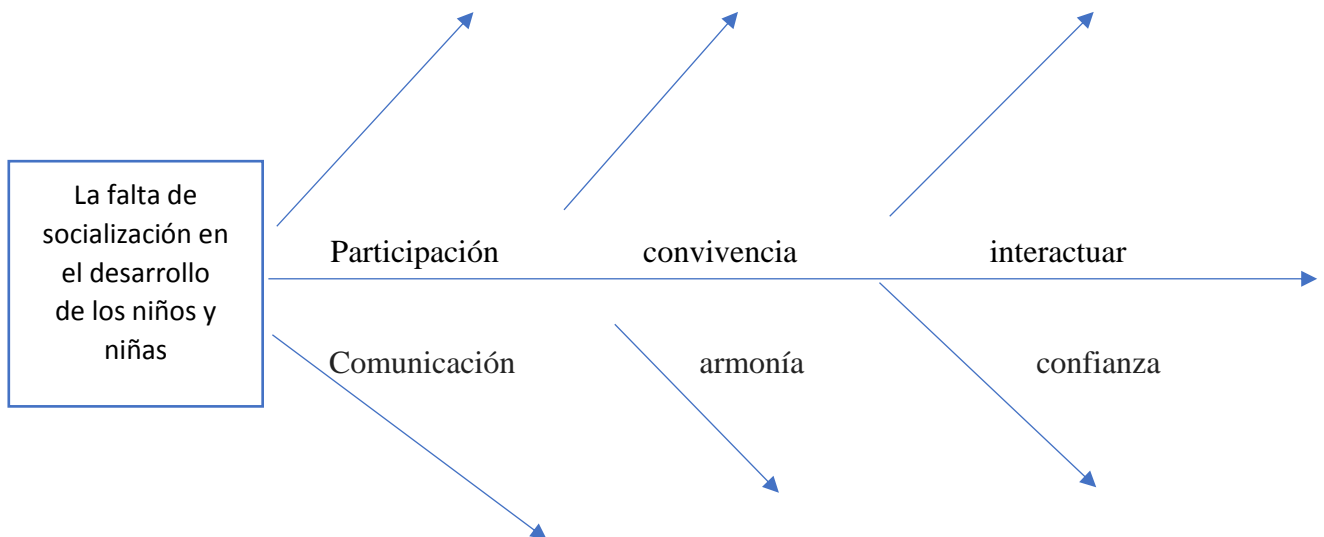 La falta de
socialización en
el desarrollo
de los niños y
niñas
Participación
convivencia
interactuar
Comunicación
armonía
confianza